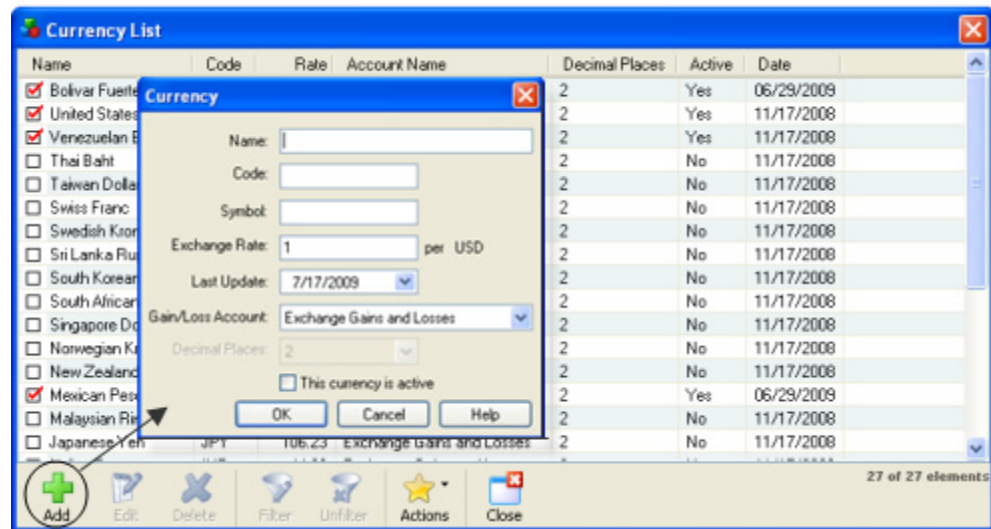 Currency List
Name Code Rate Account Name Decimal Places Active Date
Bolivar Fuerte 2 Yes 06/29/2009
United States 2 Yes 11/17/2008
Venezuelan 2 Yes 11/17/2008
Thai Baht 2 No 11/17/2008
Taiwan Dolla 2 No 11/17/2008
Swiss Franc 2 No 11/17/2008
Swedish Kron 2 No 11/17/2008
Sri Lanka Ru 2 No 11/17/2008
South Korean 2 No 11/17/2008
South African 2 No 11/17/2008
Singapore Do 2 No 11/17/2008
Norwegian Kr 2 No 11/17/2008
New Zealand 2 No 11/17/2008
Mexican Peso 2 Yes 06/29/2009
Malaysian Rin 2 No 11/17/2008
Japanese Yen JPY 106.23 Exchange Gains and Losses 2 No 11/17/2008
Currency
Name:
Code:
Symbol:
Exchange Rate: 1 per USD
Last Update: 7/17/2009
Gain/Loss Account: Exchange Gains and Losses
Decimal Places: 2
This currency is active
OK Cancel Help
27 of 27 elements
Add Edit Delete Filter Unfilter Actions Close